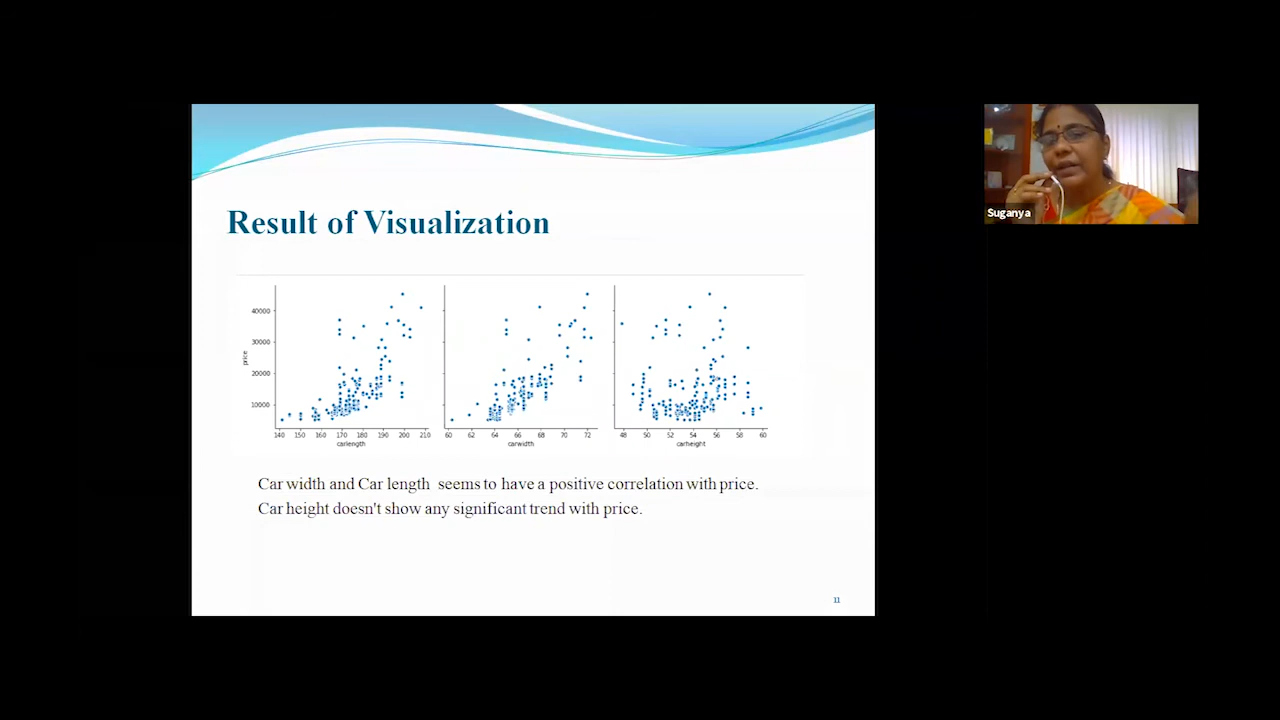 Result of Visualization
40000
30000
20000
10000
price
140 150 160 170 180 190 200 210
carlength
60 62 64 66 68 70 72
carwidth
48 50 52 54 56 58 60
carheight
Car width and Car length seems to have a positive correlation with price.
Car height doesn't show any significant trend with price.
11
Suganya